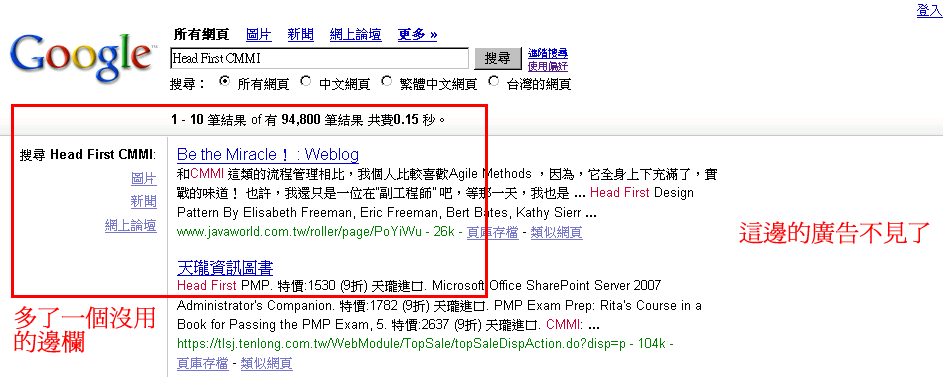 登入
所有網頁 圖片 新聞 網上論壇 更多 »
Google™
Head First CMMI 搜尋 進階搜尋
使用偏好
搜尋： 所有網頁 中文網頁 繁體中文網頁 台灣的網頁
1 - 10 筆結果 of 有 94,800 筆結果 共費0.15 秒。
搜尋 Head First CMMI:
圖片
新聞
網上論壇
Be the Miracle！ : Weblog
和CMMI 這類的流程管理相比，我個人比較喜歡Agile Methods ，因為，它全身上下充滿了，實
戰的味道！ 也許，我還只是一位在"副工程師" 吧，等那一天，我也是 ... Head First Design
Pattern By Elisabeth Freeman, Eric Freeman, Bert Bates, Kathy Sierr ...
www.javaworld.com.tw/roller/page/PoYiWu - 26k - 頁庫存檔 - 類似網頁
這邊的廣告不見了
天瓏資訊圖書
Head First PMP. 特價:1530 (9折) 天瓏進口. Microsoft Office SharePoint Server 2007
Administrator's Companion. 特價:1782 (9折) 天瓏進口. PMP Exam Prep: Rita's Course in a
Book for Passing the PMP Exam, 5. 特價:2637 (9折) 天瓏進口. CMMI: ...
https://tlsj.tenlong.com.tw/WebModule/TopSale/topSaleDispAction.do?disp=p - 104k -
頁庫存檔 - 類似網頁
多了一個沒用
的邊欄